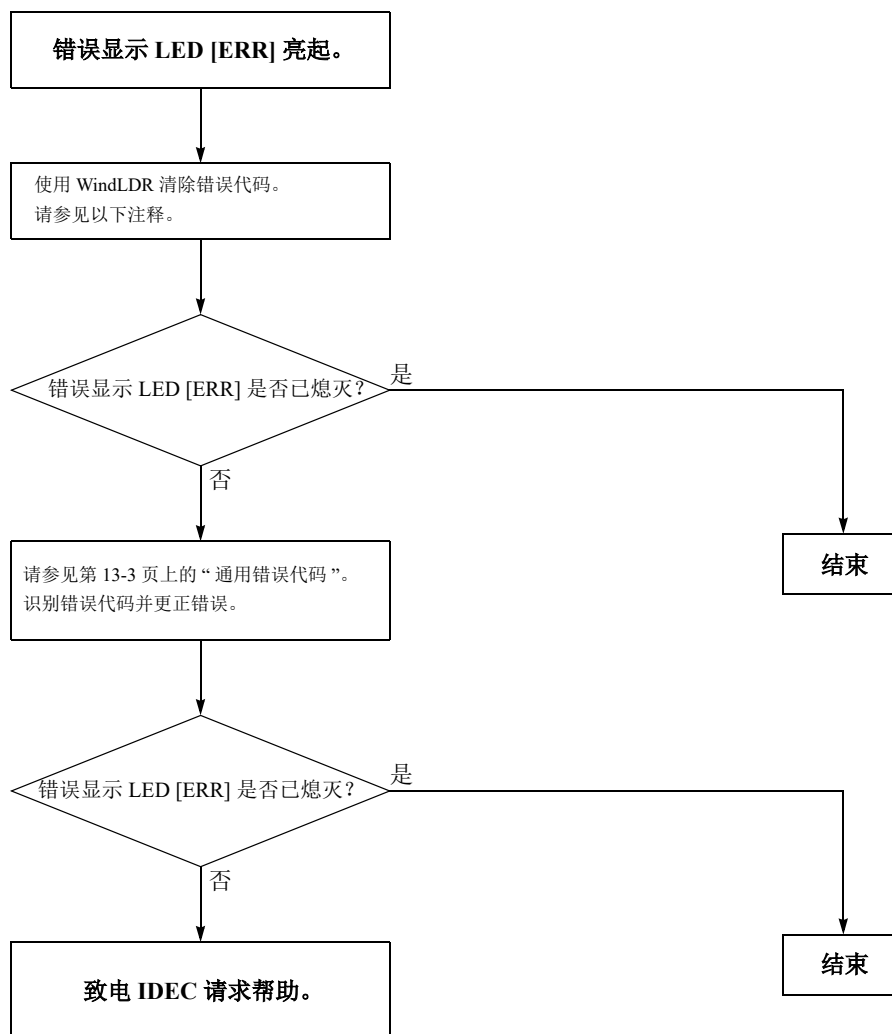 错误显示 LED [ERR] 亮起。
使用 WindLDR 清除错误代码。
请参见以下注释。
错误显示 LED [ERR] 是否已熄灭？
是
否
结束
请参见第 13-3 页上的“ 通用错误代码 ”。
识别错误代码并更正错误。
错误显示 LED [ERR] 是否已熄灭？
是
否
结束
致电 IDEC 请求帮助。